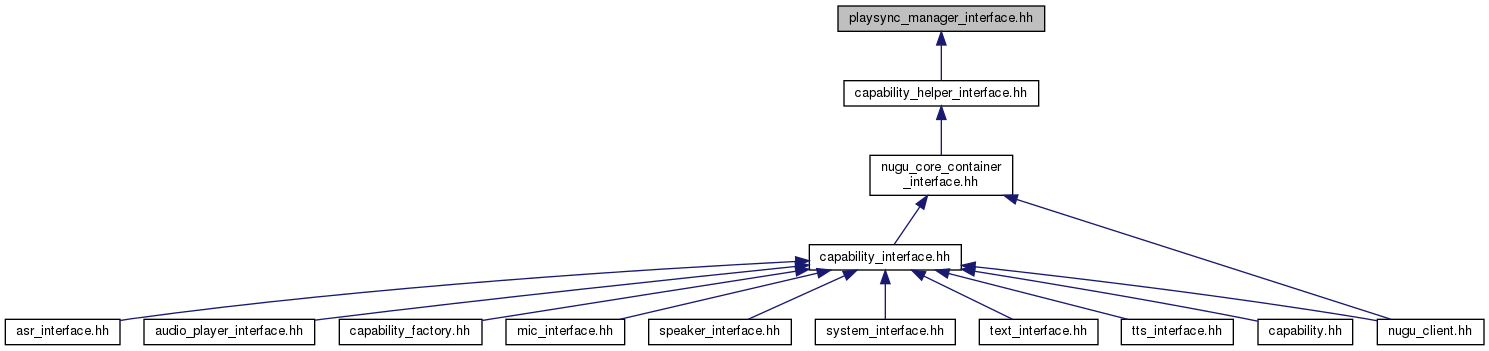 playsync_manager_interface.hh
capability_helper_interface.hh
nugu_core_container
_interface.hh
capability_interface.hh
asr_interface.hh
audio_player_interface.hh
capability_factory.hh
mic_interface.hh
speaker_interface.hh
system_interface.hh
text_interface.hh
tts_interface.hh
capability.hh
nugu_client.hh